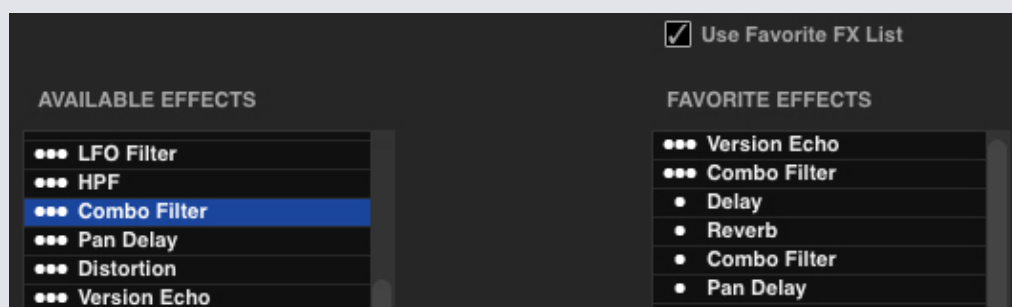 Use Favorite FX List
AVAILABLE EFFECTS
LFO Filter
HPF
Combo Filter
Pan Delay
Distortion
Version Echo
FAVORITE EFFECTS
Version Echo
Combo Filter
Delay
Reverb
Combo Filter
Pan Delay